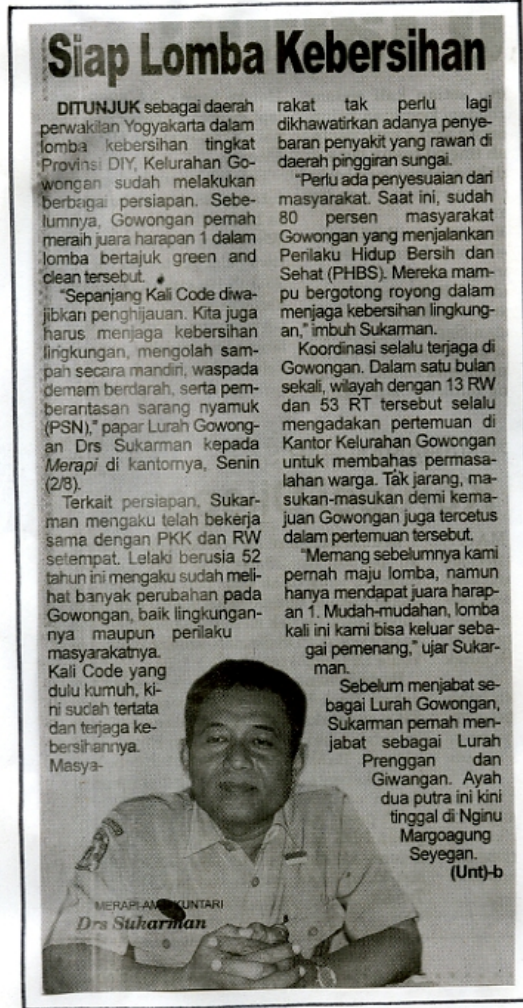 Siap Lomba Kebersihan
DITUNJUK sebagai daerah
perwakilan Yogyakarta dalam
lomba kebersihan tingkat
Provinsi DIY, Kelurahan Go-
wongan sudah melakukan
berbagai persiapan. Sebe-
lumnya, Gowongan pernah
meraih juara harapan 1 dalam
lomba bertajuk green and
clean tersebut.
"Sepanjang Kali Code diwa-
jibkan penghijauan. Kita juga
harus menjaga kebersihan
lingkungan, mengolah sam-
pah secara mandiri, waspada
demam berdarah, serta pem-
berantasan sarang nyamuk
(PSN)," papar Lurah Gowong-
an Drs Sukarman kepada
Merapi di kantornya, Senin
(2/8).
Terkait persiapan, Sukar-
man mengaku telah bekerja
sama dengan PKK dan RW
setempat. Lelaki berusia 52
tahun ini mengaku sudah meli-
hat banyak perubahan pada
Gowongan, baik lingkungan-
nya maupun perilaku
masyarakatnya.
Kali Code yang
dulu kumuh, ki-
ni sudah tertata
dan terjaga ke-
bersihannya.
Masya-
rakat tak perlu lagi
dikhawatirkan adanya penye-
baran penyakit yang rawan di
daerah pinggiran sungai.
"Perlu ada penyesuaian dari
masyarakat. Saat ini, sudah
80 persen masyarakat
Gowongan yang menjalankan
Perilaku Hidup Bersih dan
Sehat (PHBS). Mereka mam-
pu bergotong royong dalam
menjaga kebersihan lingkung-
an," imbuh Sukarman.
Koordinasi selalu terjaga di
Gowongan. Dalam satu bulan
sekali, wilayah dengan 13 RW
dan 53 RT tersebut selalu
mengadakan pertemuan di
Kantor Kelurahan Gowongan
untuk membahas permasa-
lahan warga. Tak jarang, ma-
sukan-masukan demi kema-
juan Gowongan juga tercetus
dalam pertemuan tersebut.
"Memang sebelumnya kami
pernah maju lomba, namun
hanya mendapat juara harap-
an 1. Mudah-mudahan, lomba
kali ini kami bisa keluar seba-
gai pemenang," ujar Sukar-
man.
Sebelum menjabat se-
bagai Lurah Gowongan,
Sukarman pernah men-
jabat sebagai Lurah
Prenggan dan
Giwangan. Ayah
dua putra ini kini
tinggal di Nginu
Margoagung
Seyegan.
(Unt)-b
Drs Sukarman